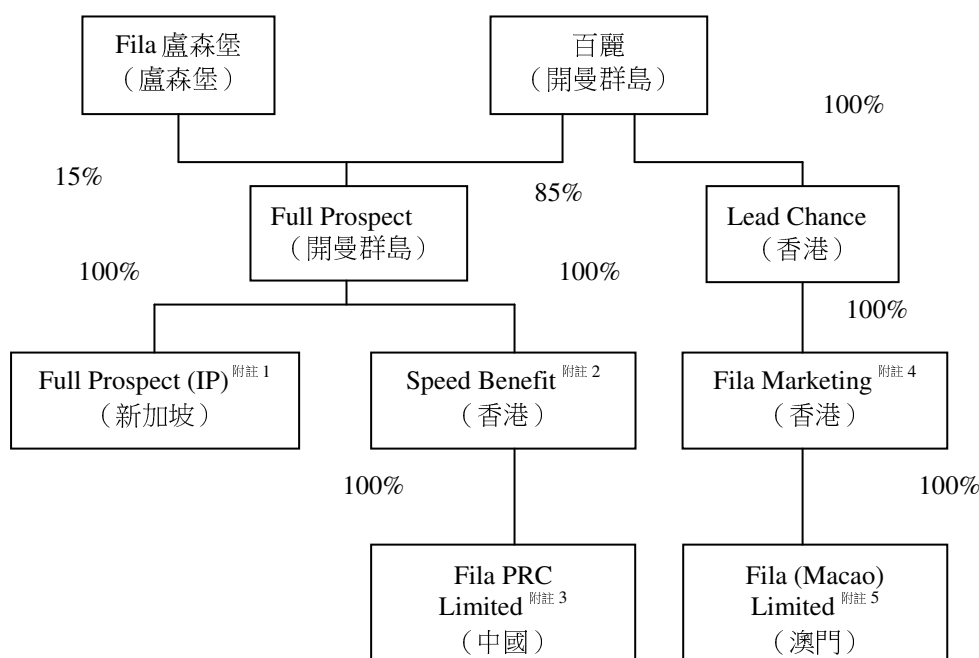 Fila 盧森堡
（盧森堡）
百麗
（開曼群島）
100%
15%
85%
Full Prospect
（開曼群島）
Lead Chance
（香港）
100%
100%
100%
Full Prospect (IP) 附註 1
（新加坡）
Speed Benefit 附註 2
（香港）
Fila Marketing 附註 4
（香港）
100%
100%
Fila PRC
Limited 附註 3
（中國）
Fila (Macao)
Limited 附註 5
（澳門）